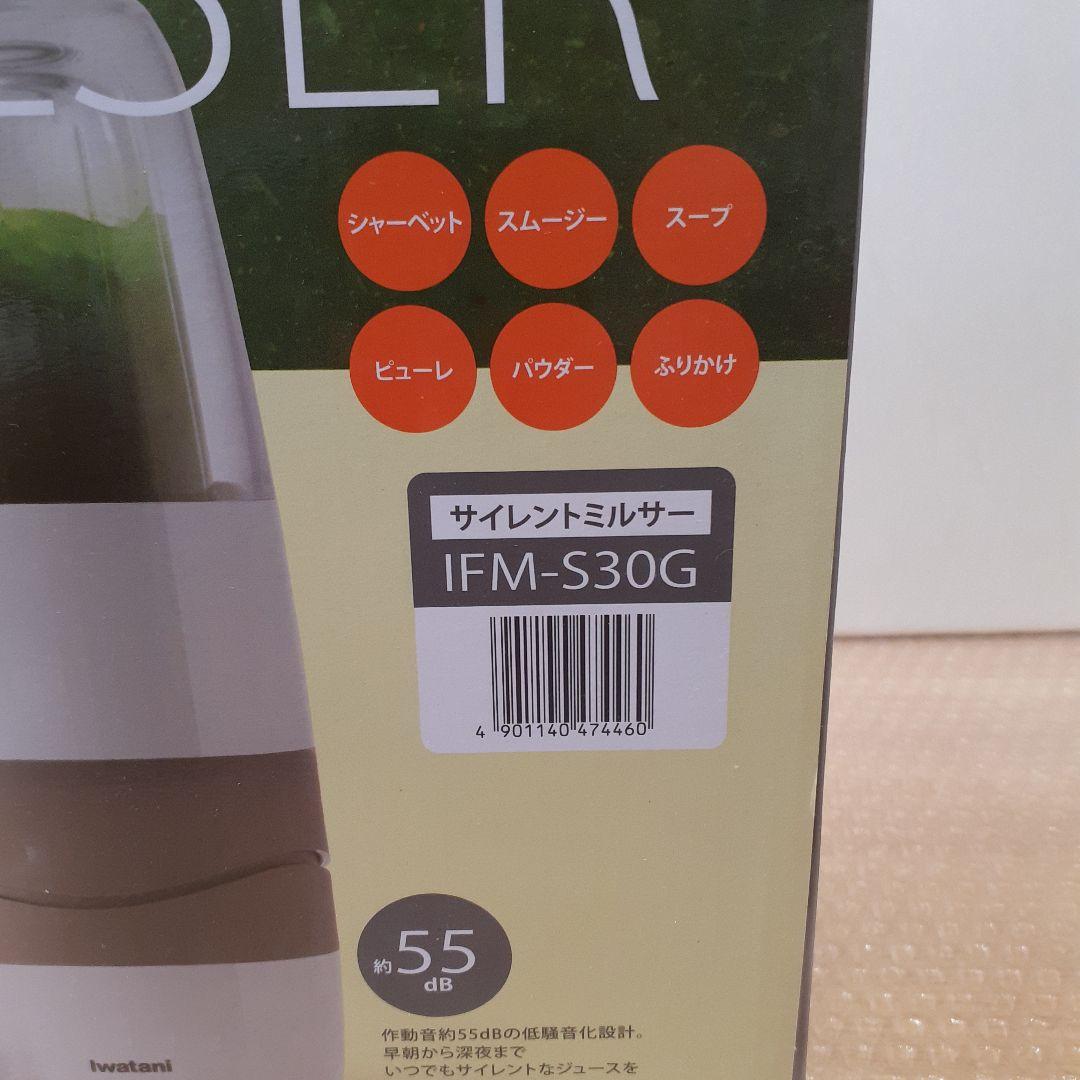 シャーベット スムージー スープ
ピューレ パウダー ふりかけ
サイレントミルサー
IFM-S30G
4 901140 474460
約55
dB
作動音約55dBの低騒音化設計。
早朝から深夜まで
いつでもサイレントなジュースを
Iwatani